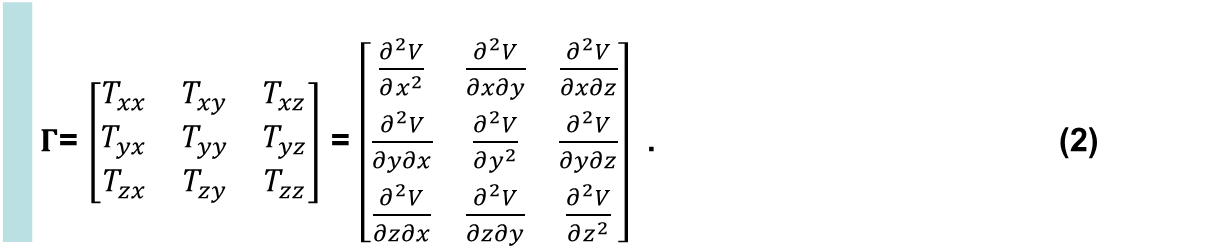 Γ= [T_xx T_xy T_xz; T_yx T_yy T_yz; T_zx T_zy T_zz] = [∂²V/∂x² ∂²V/∂x∂y ∂²V/∂x∂z; ∂²V/∂y∂x ∂²V/∂y² ∂²V/∂y∂z; ∂²V/∂z∂x ∂²V/∂z∂y ∂²V/∂z²] . (2)